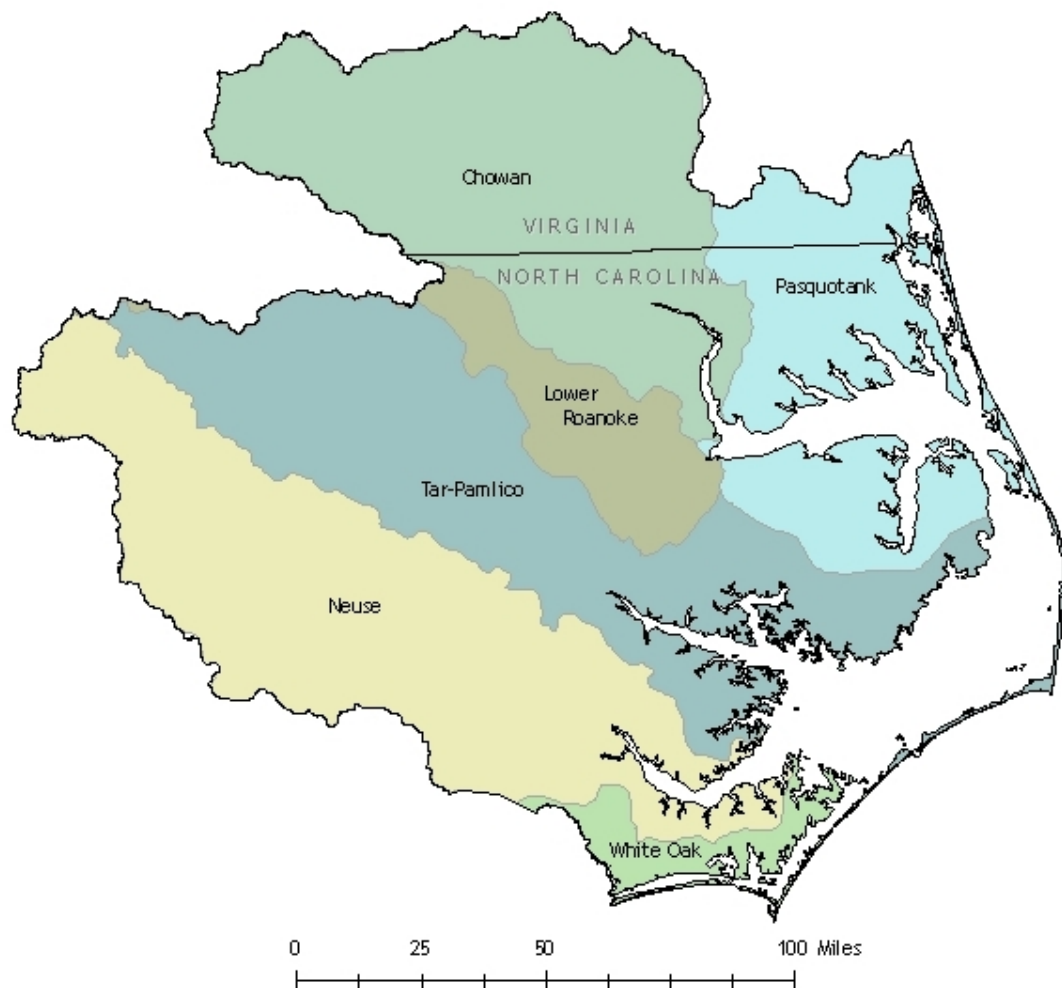 Chowan
VIRGINIA
NORTH CAROLINA
Pasquotank
Lower
Roanoke
Tar-Pamlico
Neuse
White Oak
0 25 50 100 Miles